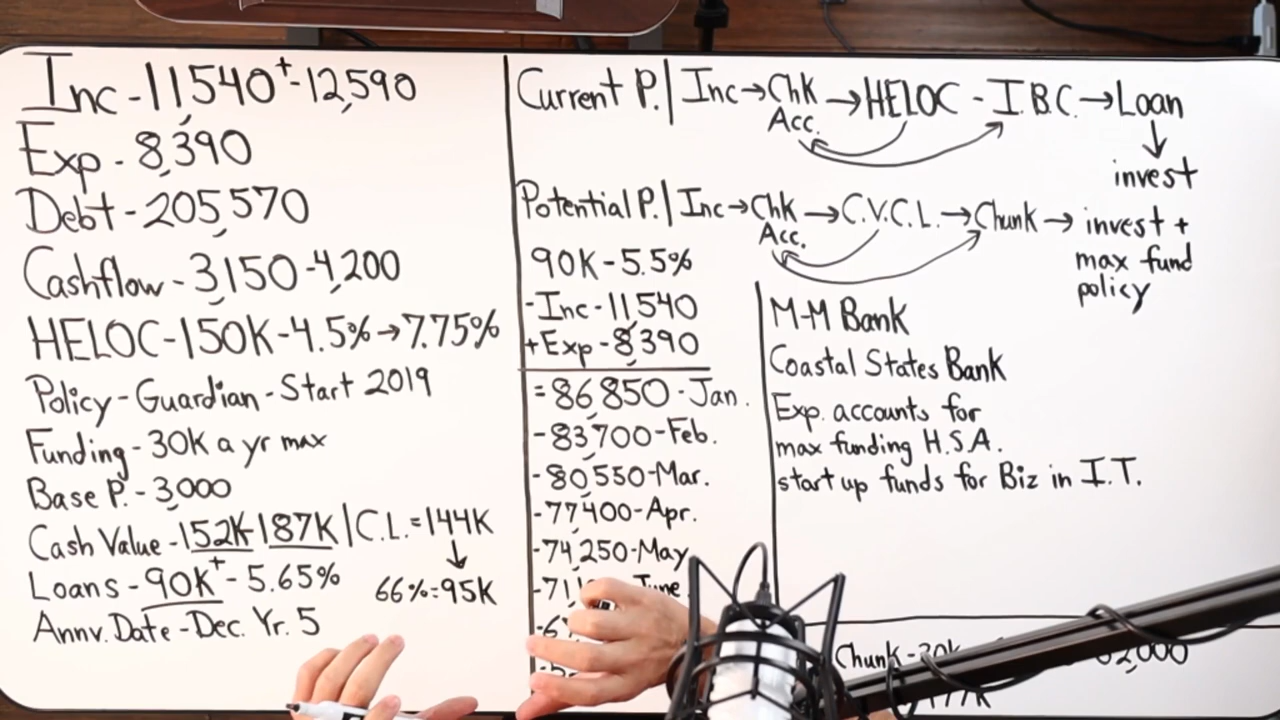 Inc-11,540⁺-12,590
Exp-8,390
Debt-205,570
Cashflow-3,150-4,200
HELOC-150K-4.5%→7.75%
Policy-Guardian-Start 2019
Funding-30K a yr max
Base P.-3,000
Cash Value-152K-187K|C.L.=144K
↓
Loans-90K⁺-5.65% 66%=95K
Annv. Date-Dec. Yr. 5
Current P.|Inc→Chk Acc.→HELOC-I.B.C.→Loan
↓
invest
Potential P.|Inc→Chk Acc.→C.V.C.L.→Chunk→invest +
max fund
policy
90K-5.5%
-Inc-11,540
+Exp-8,390
=86,850-Jan.
-83,700-Feb.
-80,550-Mar.
-77,400-Apr.
-74,250-May
June
M-M Bank
Coastal States Bank
Exp. accounts for
max funding H.S.A.
start up funds for Biz in I.T.
Chunk-30K